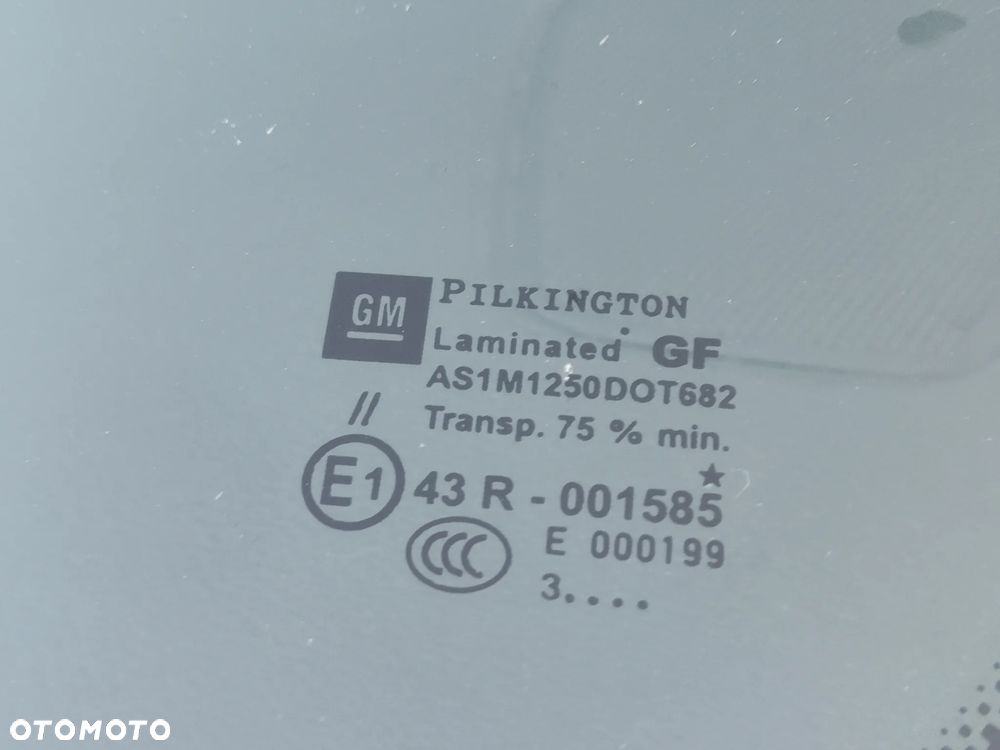 GM
PILKINGTON
Laminated GF
AS1M1250DOT682
Transp. 75 % min.
//
E1 43 R - 001585
CCC E 000199
3....
OTOMOTO